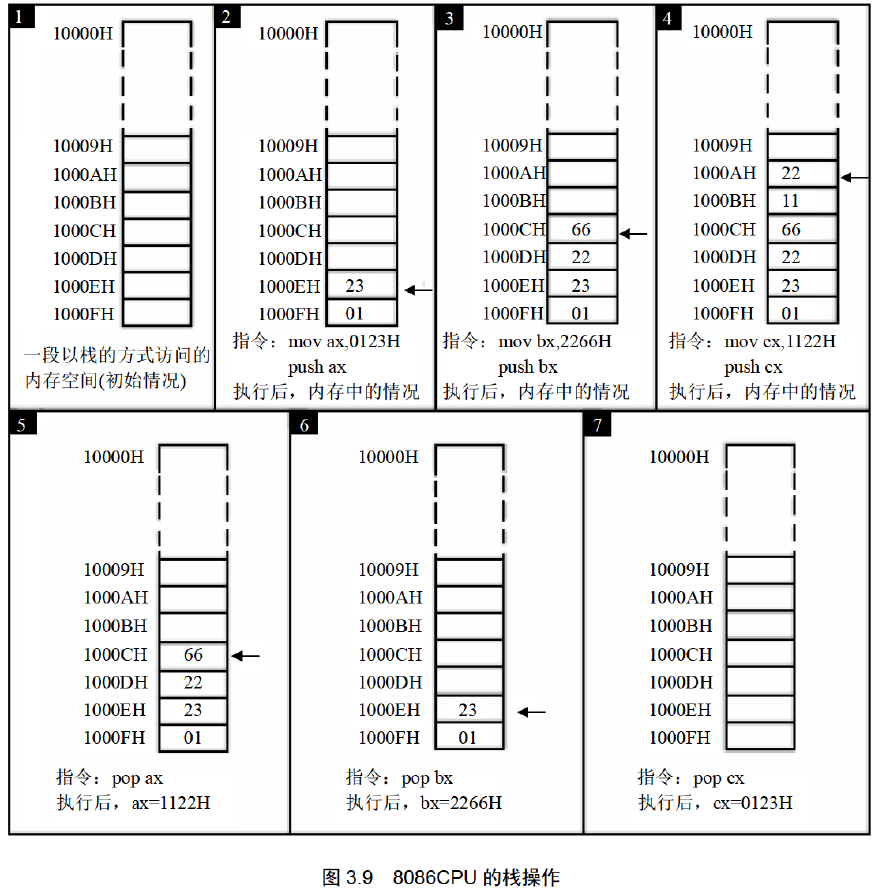 1
10000H
10009H
1000AH
1000BH
1000CH
1000DH
1000EH
1000FH
一段以栈的方式访问的
内存空间(初始情况)
2
10000H
10009H
1000AH
1000BH
1000CH
1000DH
1000EH 23
1000FH 01
指令：mov ax,0123H
push ax
执行后，内存中的情况
3
10000H
10009H
1000AH
1000BH
1000CH 66
1000DH 22
1000EH 23
1000FH 01
指令：mov bx,2266H
push bx
执行后，内存中的情况
4
10000H
10009H
1000AH 22
1000BH 11
1000CH 66
1000DH 22
1000EH 23
1000FH 01
指令：mov cx,1122H
push cx
执行后，内存中的情况
5
10000H
10009H
1000AH
1000BH
1000CH 66
1000DH 22
1000EH 23
1000FH 01
指令：pop ax
执行后，ax=1122H
6
10000H
10009H
1000AH
1000BH
1000CH
1000DH
1000EH 23
1000FH 01
指令：pop bx
执行后，bx=2266H
7
10000H
10009H
1000AH
1000BH
1000CH
1000DH
1000EH
1000FH
指令：pop cx
执行后，cx=0123H
图 3.9 8086CPU 的栈操作